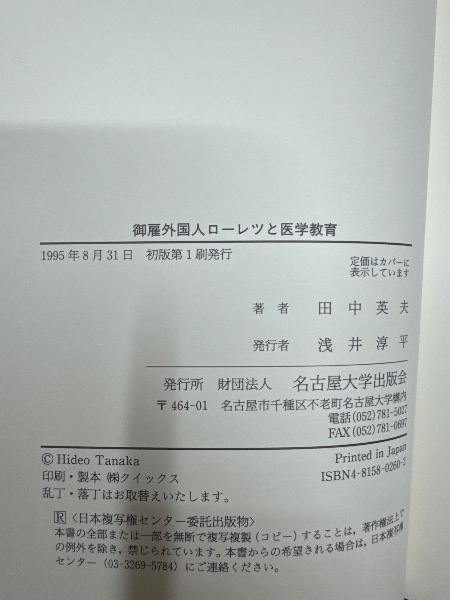 御雇外国人ローレツと医学教育
1995年8月31日 初版第1刷発行
定価はカバーに
表示しています
著者 田中英夫
発行者 浅井淳平
発行所 財団法人 名古屋大学出版会
〒464-01 名古屋市千種区不老町名古屋大学構内
電話(052)781-5027
FAX(052)781-0697
© Hideo Tanaka
Printed in Japan
印刷・製本 ㈱クイックス
ISBN4-8158-0260-2
乱丁・落丁はお取替えいたします。
R〈日本複写権センター委託出版物〉
本書の全部または一部を無断で複写複製(コピー)することは,著作権法上で
の例外を除き,禁じられています。本書からの希望される場合は,日本複写権
センター(03-3269-5784)にご連絡ください。